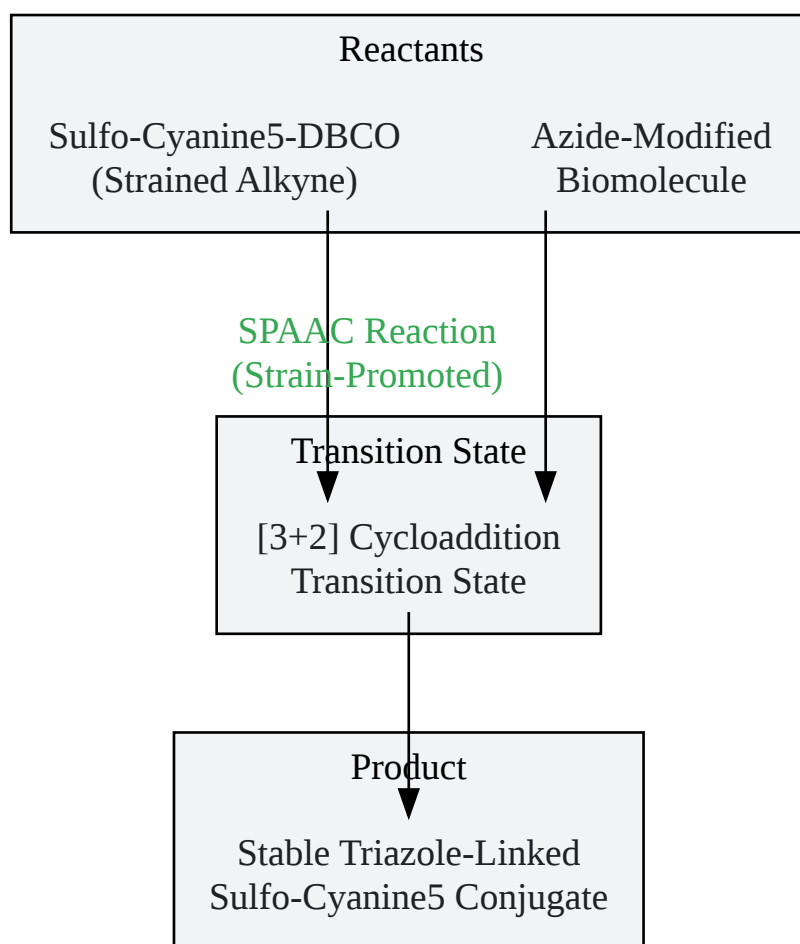 Reactants
Sulfo-Cyanine5-DBCO
(Strained Alkyne)
Azide-Modified
Biomolecule
SPAAC Reaction
(Strain-Promoted)
Transition State
[3+2] Cycloaddition
Transition State
Product
Stable Triazole-Linked
Sulfo-Cyanine5 Conjugate